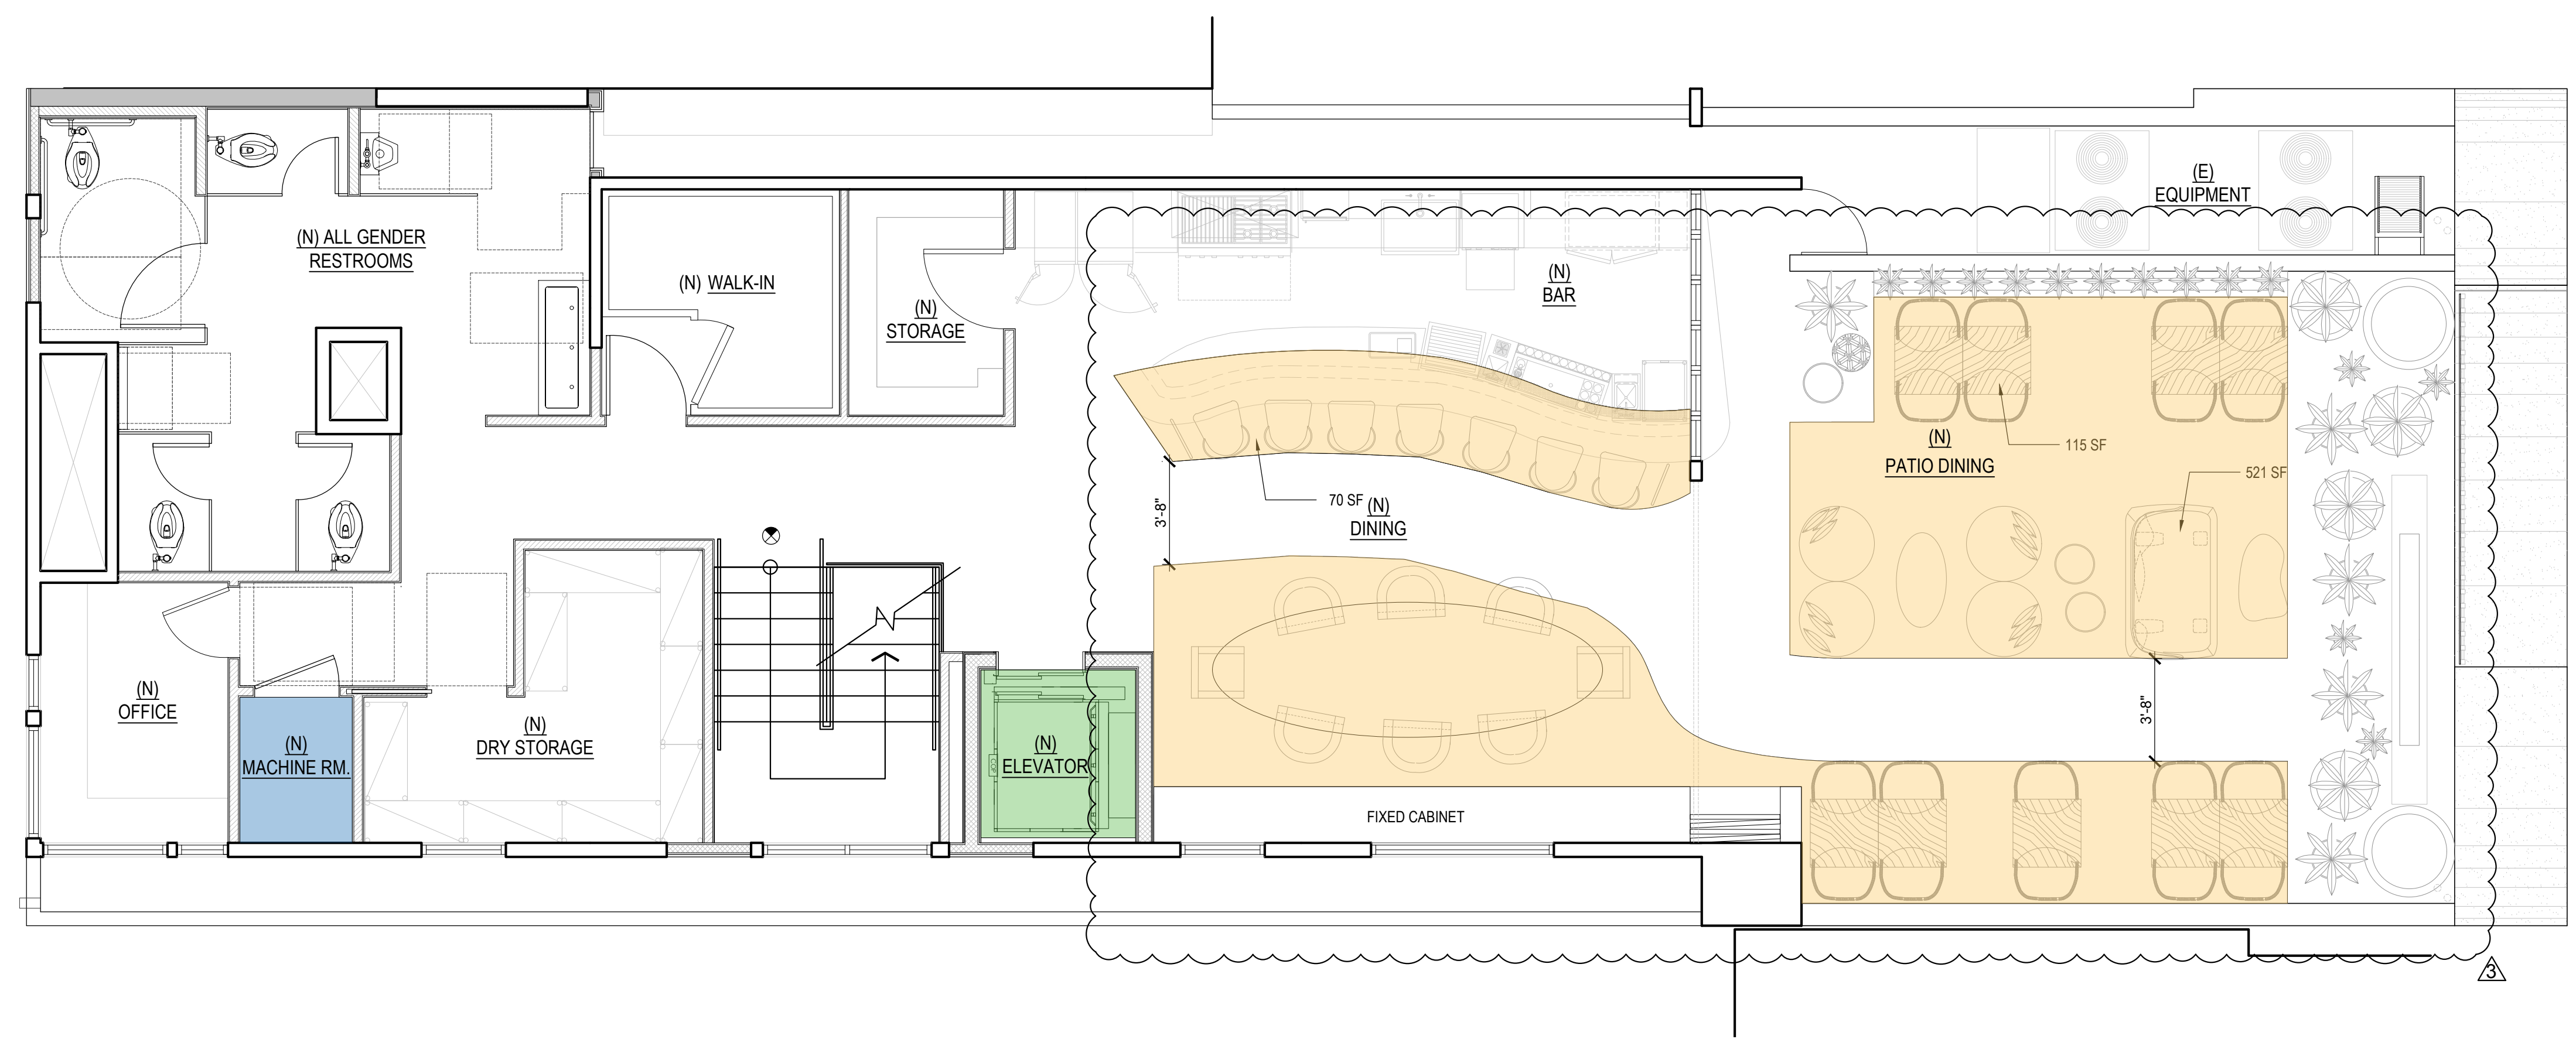 (E)
EQUIPMENT
(N) ALL GENDER
RESTROOMS
(N) WALK-IN
(N)
STORAGE
(N)
BAR
(N)
PATIO DINING
115 SF
521 SF
70 SF
(N)
DINING
3'-8"
3'-8"
(N)
OFFICE
(N)
MACHINE RM.
(N)
DRY STORAGE
N
(N)
ELEVATOR
FIXED CABINET
3